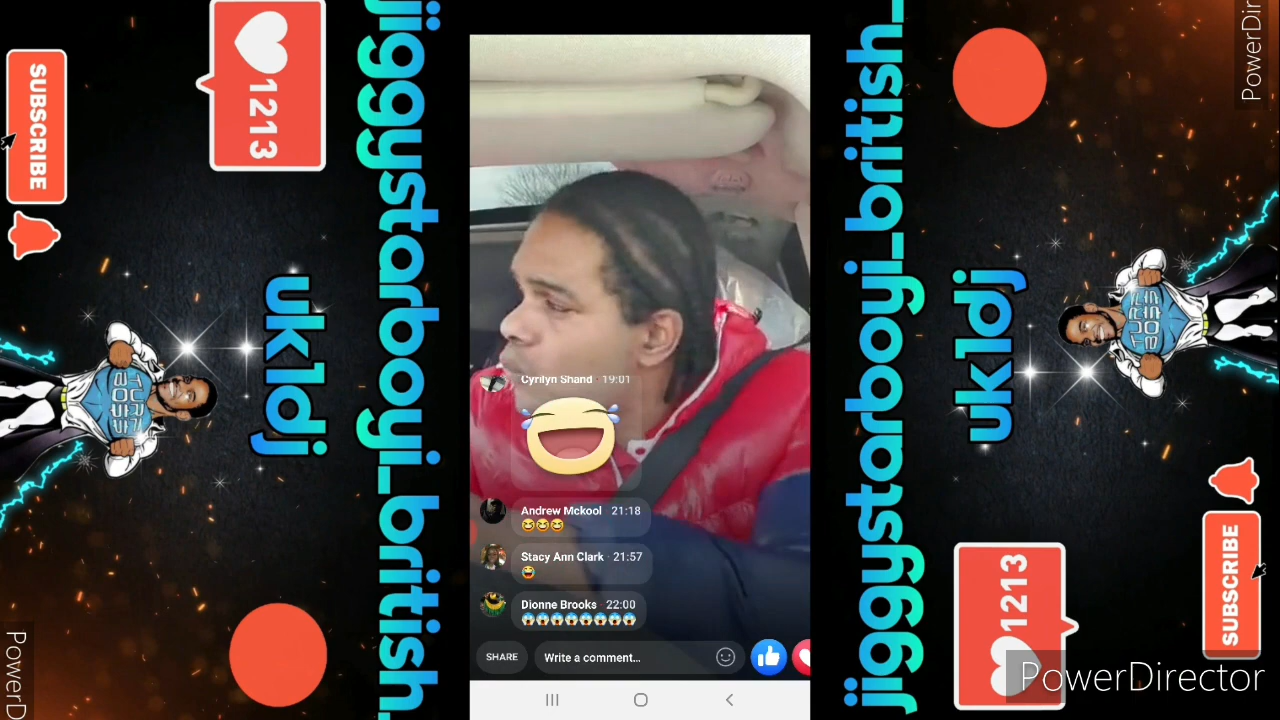 SUBSCRIBE
1213
uk1dj
TURF
BOSS
PowerD
jiggystarboyi_british_
Cyrilyn Shand · 19:01
Andrew Mckool · 21:18
😆😆😆
Stacy Ann Clark · 21:57
😂
Dionne Brooks · 22:00
😱😱😱😱😱😱😱😱
SHARE
Write a comment...
jiggystarboyi_british_
uk1dj
TURF
BOSS
PowerDir
1213
SUBSCRIBE
PowerDirector